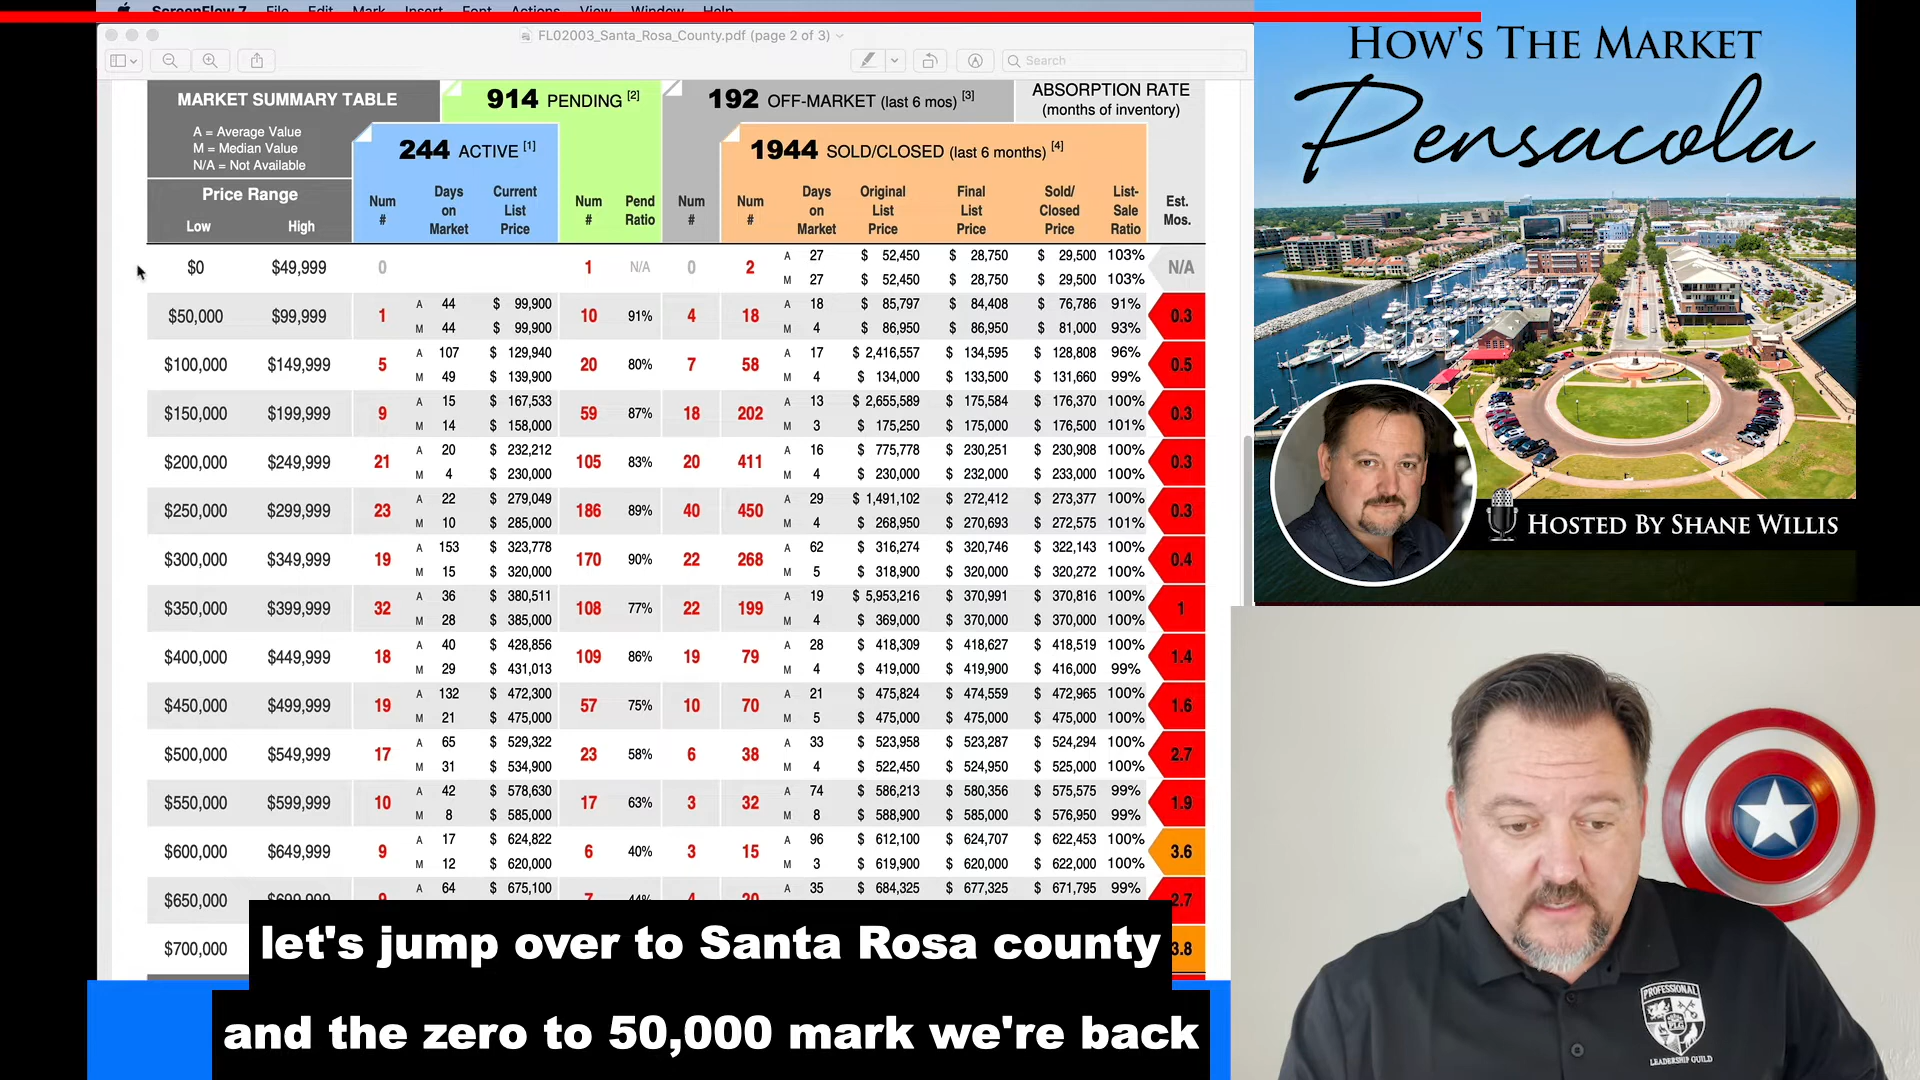 ScreenFlow 7 File Edit Mark Insert Font Actions View Window Help
FL02003_Santa_Rosa_County.pdf (page 2 of 3)
Search
MARKET SUMMARY TABLE
A = Average Value
M = Median Value
N/A = Not Available
914 PENDING [2]
192 OFF-MARKET (last 6 mos) [3]
ABSORPTION RATE
(months of inventory)
244 ACTIVE [1]
1944 SOLD/CLOSED (last 6 months) [4]
Price Range
Low High
Num # Days on Market Current List Price Num # Pend Ratio Num # Num # Days on Market Original List Price Final List Price Sold/ Closed Price List- Sale Ratio Est. Mos.
$0 $49,999 0 1 N/A 0 2 A 27 $ 52,450 $ 28,750 $ 29,500 103% N/A
M 27 $ 52,450 $ 28,750 $ 29,500 103%
$50,000 $99,999 1 A 44 $ 99,900 10 91% 4 18 A 18 $ 85,797 $ 84,408 $ 76,786 91% 0.3
M 44 $ 99,900 M 4 $ 86,950 $ 86,950 $ 81,000 93%
$100,000 $149,999 5 A 107 $ 129,940 20 80% 7 58 A 17 $ 2,416,557 $ 134,595 $ 128,808 96% 0.5
M 49 $ 139,900 M 4 $ 134,000 $ 133,500 $ 131,660 99%
$150,000 $199,999 9 A 15 $ 167,533 59 87% 18 202 A 13 $ 2,655,589 $ 175,584 $ 176,370 100% 0.3
M 14 $ 158,000 M 3 $ 175,250 $ 175,000 $ 176,500 101%
$200,000 $249,999 21 A 20 $ 232,212 105 83% 20 411 A 16 $ 775,778 $ 230,251 $ 230,908 100% 0.3
M 4 $ 230,000 M 4 $ 230,000 $ 232,000 $ 233,000 100%
$250,000 $299,999 23 A 22 $ 279,049 186 89% 40 450 A 29 $ 1,491,102 $ 272,412 $ 273,377 100% 0.3
M 10 $ 285,000 M 4 $ 268,950 $ 270,693 $ 272,575 101%
$300,000 $349,999 19 A 153 $ 323,778 170 90% 22 268 A 62 $ 316,274 $ 320,746 $ 322,143 100% 0.4
M 15 $ 320,000 M 5 $ 318,900 $ 320,000 $ 320,272 100%
$350,000 $399,999 32 A 36 $ 380,511 108 77% 22 199 A 19 $ 5,953,216 $ 370,991 $ 370,816 100% 1
M 28 $ 385,000 M 4 $ 369,000 $ 370,000 $ 370,000 100%
$400,000 $449,999 18 A 40 $ 428,856 109 86% 19 79 A 28 $ 418,309 $ 418,627 $ 418,519 100% 1.4
M 29 $ 431,013 M 4 $ 419,000 $ 419,900 $ 416,000 99%
$450,000 $499,999 19 A 132 $ 472,300 57 75% 10 70 A 21 $ 475,824 $ 474,559 $ 472,965 100% 1.6
M 21 $ 475,000 M 5 $ 475,000 $ 475,000 $ 475,000 100%
$500,000 $549,999 17 A 65 $ 529,322 23 58% 6 38 A 33 $ 523,958 $ 523,287 $ 524,294 100% 2.7
M 31 $ 534,900 M 4 $ 522,450 $ 524,950 $ 525,000 100%
$550,000 $599,999 10 A 42 $ 578,630 17 63% 3 32 A 74 $ 586,213 $ 580,356 $ 575,575 99% 1.9
M 8 $ 585,000 M 8 $ 588,900 $ 585,000 $ 576,950 99%
$600,000 $649,999 9 A 17 $ 624,822 6 40% 3 15 A 96 $ 612,100 $ 624,707 $ 622,453 100% 3.6
M 12 $ 620,000 M 3 $ 619,900 $ 620,000 $ 622,000 100%
$650,000 $699,999 9 A 64 $ 675,100 7 44% 4 20 A 35 $ 684,325 $ 677,325 $ 671,795 99% 2.7
$700,000 3.8
let's jump over to Santa Rosa county
and the zero to 50,000 mark we're back
HOW'S THE MARKET
Pensacola
HOSTED BY SHANE WILLIS
PROFESSIONAL
PLG
LEADERSHIP GUILD